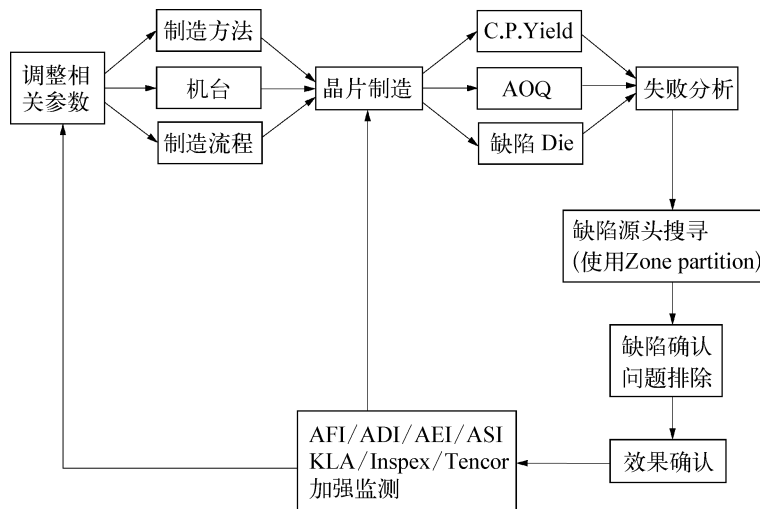 制造方法
C.P.Yield
调整相
关参数
机台
晶片制造
AOQ
失败分析
制造流程
缺陷 Die
缺陷源头搜寻
(使用Zone partition)
缺陷确认
问题排除
AFI/ADI/AEI/ASI
KLA/Inspex/Tencor
加强监测
效果确认